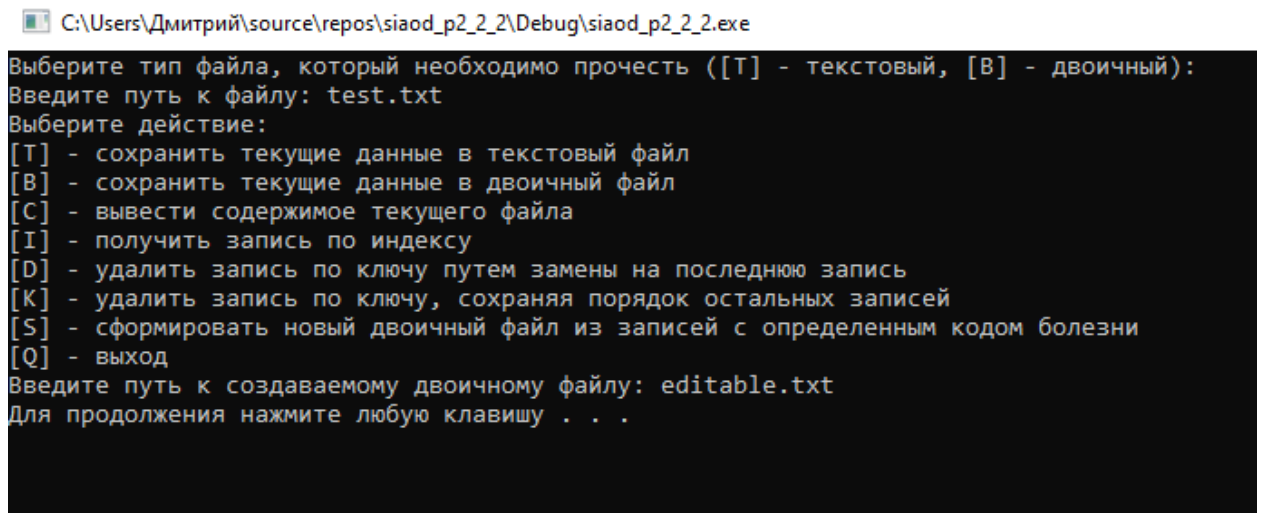 C:\Users\Дмитрий\source\repos\siaod_p2_2_2\Debug\siaod_p2_2_2.exe
Выберите тип файла, который необходимо прочесть ([T] - текстовый, [B] - двоичный):
Введите путь к файлу: test.txt
Выберите действие:
[T] - сохранить текущие данные в текстовый файл
[B] - сохранить текущие данные в двоичный файл
[C] - вывести содержимое текущего файла
[I] - получить запись по индексу
[D] - удалить запись по ключу путем замены на последнюю запись
[K] - удалить запись по ключу, сохраняя порядок остальных записей
[S] - сформировать новый двоичный файл из записей с определенным кодом болезни
[Q] - выход
Введите путь к создаваемому двоичному файлу: editable.txt
Для продолжения нажмите любую клавишу . . .